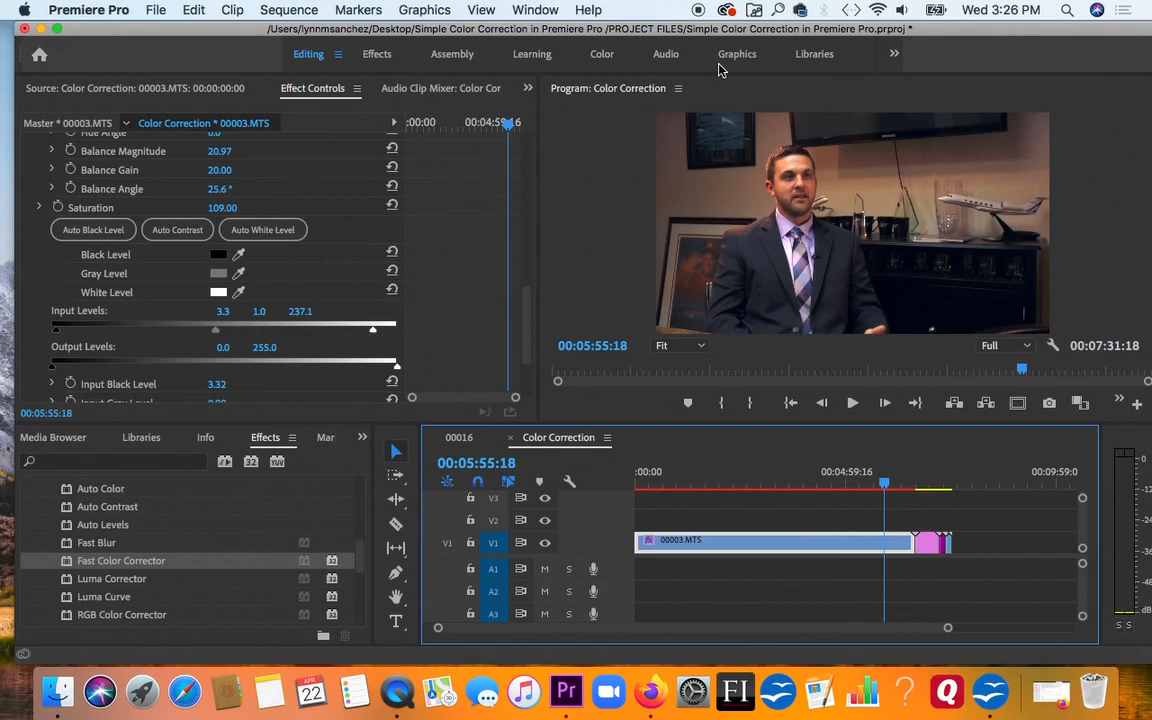 Premiere Pro File Edit Clip Sequence Markers Graphics View Window Help Wed 3:26 PM
/Users/lynnmsanchez/Desktop/Simple Color Correction in Premiere Pro /PROJECT FILES/Simple Color Correction in Premiere Pro.prproj *
Editing Effects Assembly Learning Color Audio Graphics Libraries
Source: Color Correction: 00003.MTS: 00:00:00:00 Effect Controls Audio Clip Mixer: Color Cor
Program: Color Correction
Master * 00003.MTS Color Correction * 00003.MTS :00:00 00:04:59:16
Hue Angle 0.0
Balance Magnitude 20.97
Balance Gain 20.00
Balance Angle 25.6 °
Saturation 109.00
Auto Black Level Auto Contrast Auto White Level
Black Level
Gray Level
White Level
Input Levels: 3.3 1.0 237.1
Output Levels: 0.0 255.0
Input Black Level 3.32
00:05:55:18
00:05:55:18 Fit Full 00:07:31:18
Media Browser Libraries Info Effects Mar
Auto Color
Auto Contrast
Auto Levels
Fast Blur
Fast Color Corrector
Luma Corrector
Luma Curve
RGB Color Corrector
00016 × Color Correction
00:05:55:18
:00:00 00:04:59:16 00:09:59:0
V3
V2
V1 V1 fx 00003.MTS
A1 M S
A2 M S
A3 M S
0
dB
S S
APR
22
Pr
FI
Q